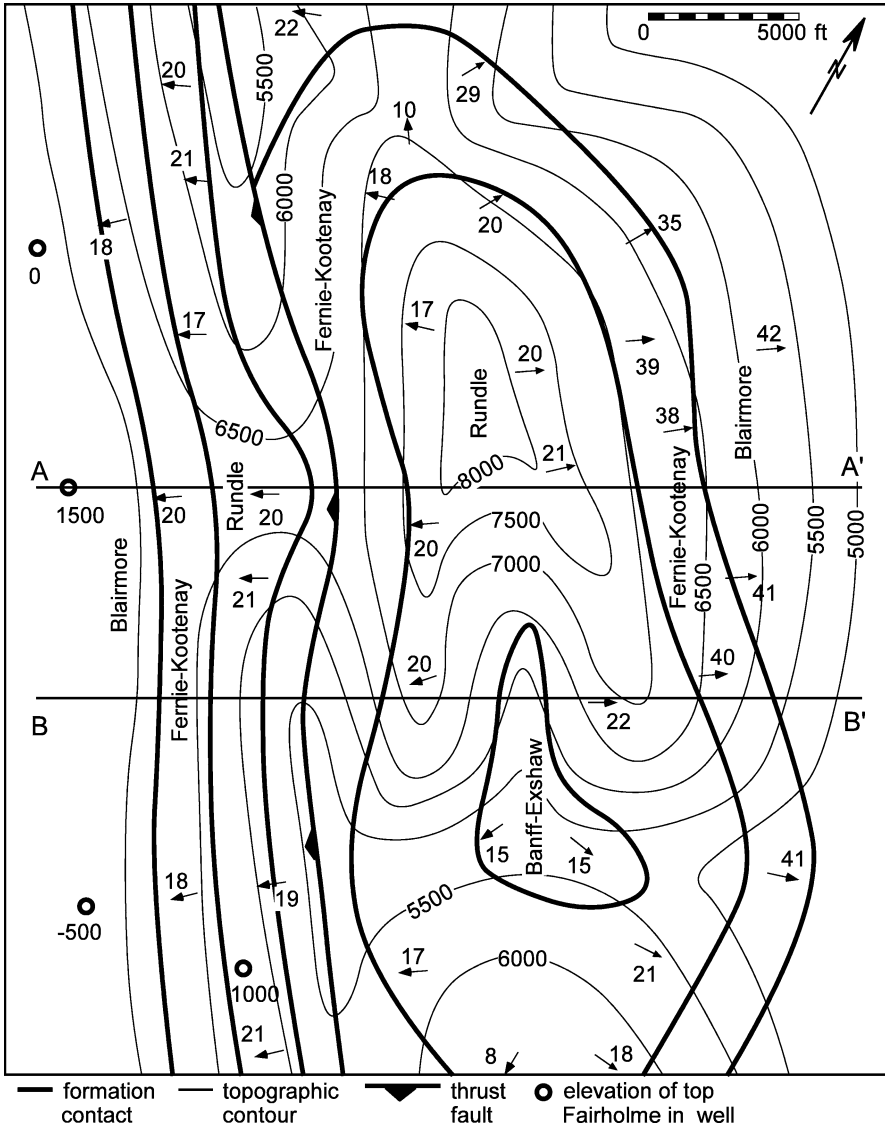 0 5000 ft
N
22
20
5500
29
10
21
6000
18
18
20
35
0
Fernie-Kootenay
17
17
20
39
42
Rundle
Blairmore
38
6500
21
8000
A
A'
1500
20
Rundle
20
20
7500
Fernie-Kootenay
6500
6000
5500
5000
Blairmore
Fernie-Kootenay
21
7000
41
20
40
B
22
B'
Banff-Exshaw
15
15
41
18
19
5500
-500
17
6000
21
1000
21
8
18
formation contact
topographic contour
thrust fault
elevation of top Fairholme in well